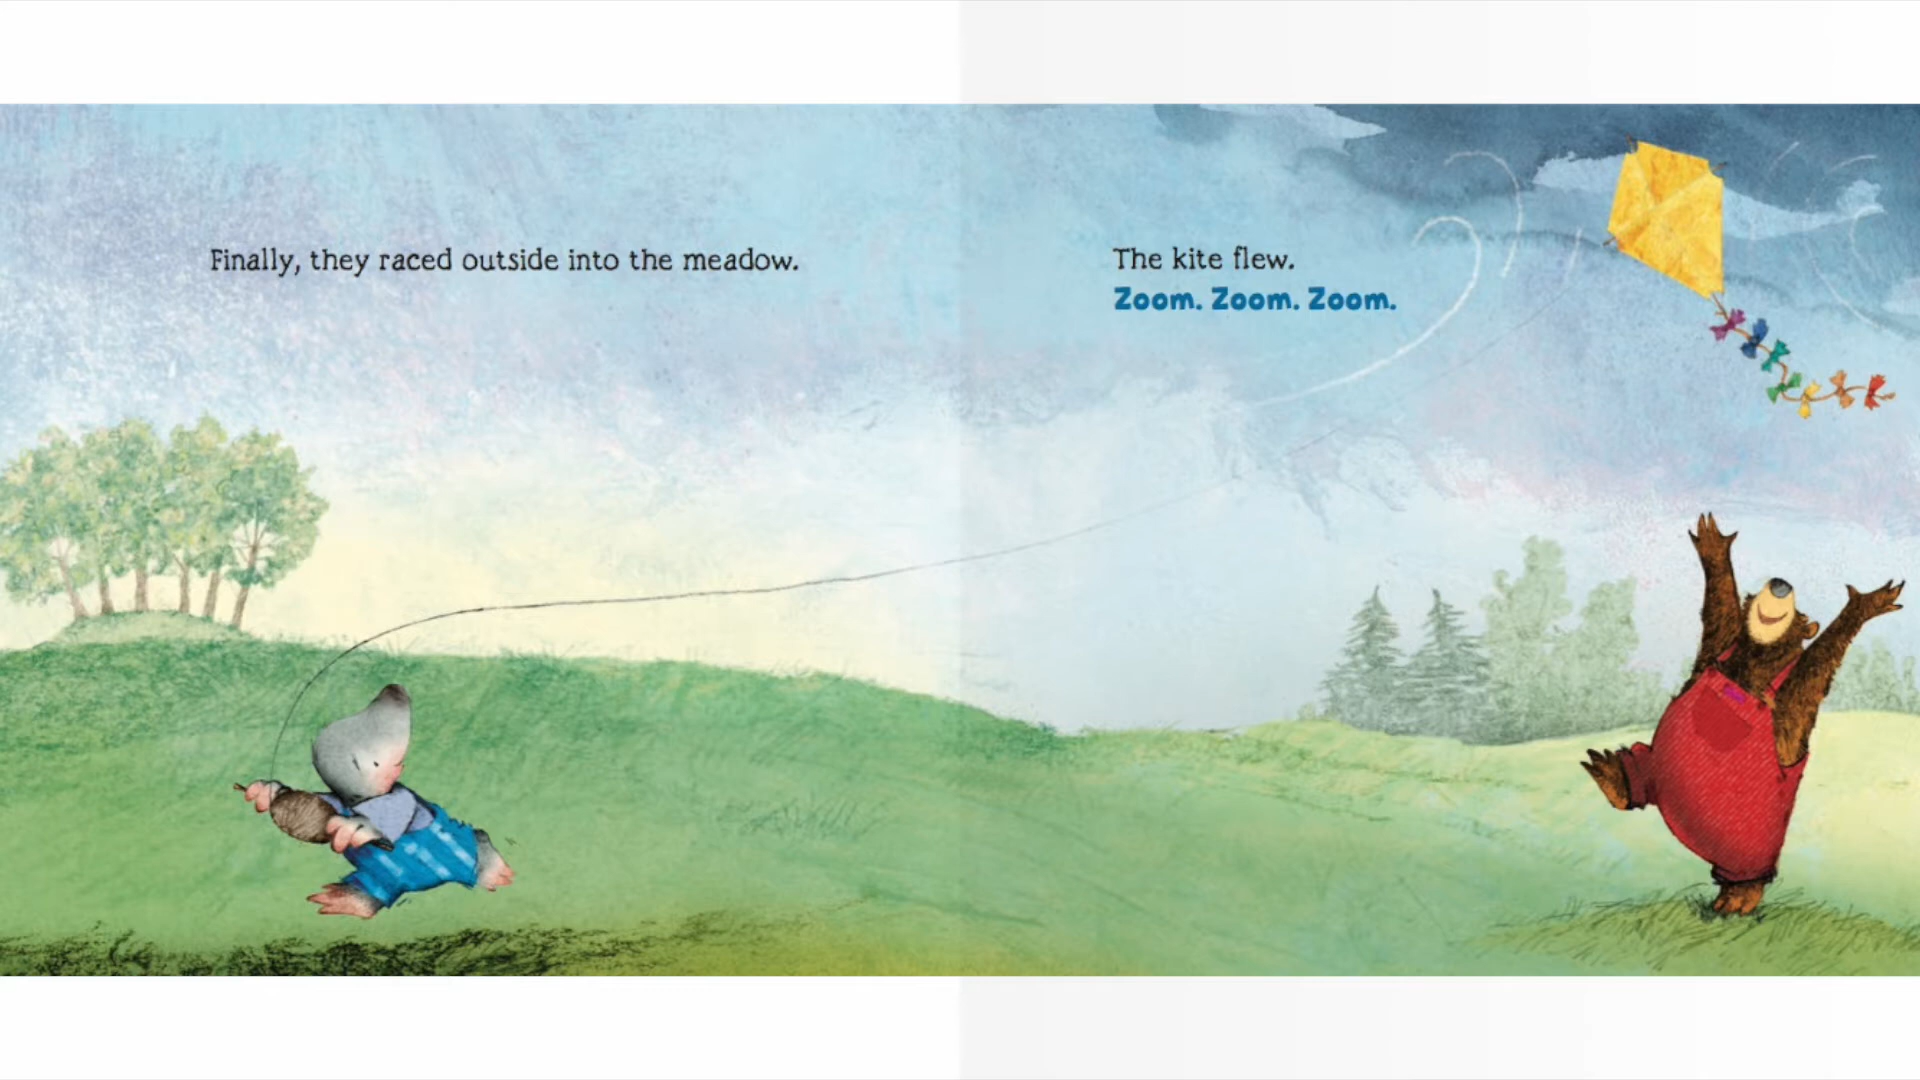 Finally, they raced outside into the meadow.
The kite flew.
Zoom. Zoom. Zoom.